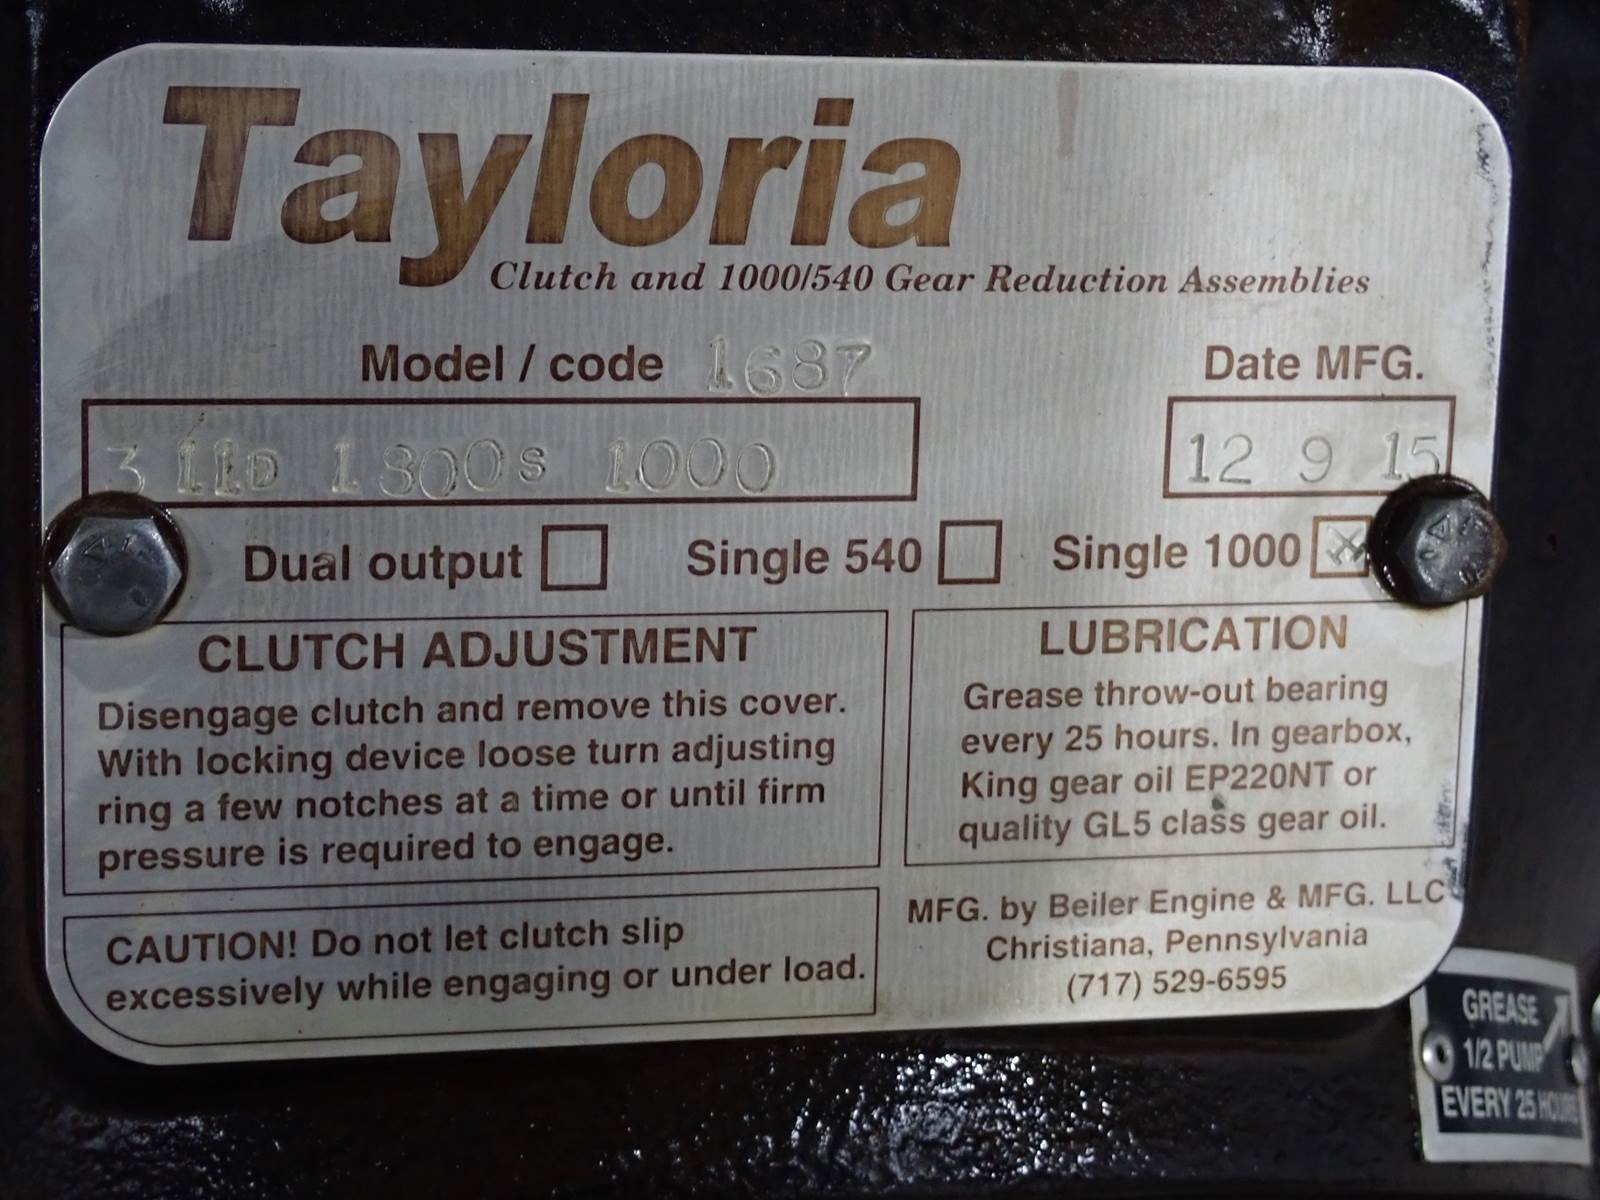 Tayloria
Clutch and 1000/540 Gear Reduction Assemblies
Model / code 1687
Date MFG.
3 11D 1300S 1000
12 9 15
Dual output
Single 540
Single 1000 X
CLUTCH ADJUSTMENT
Disengage clutch and remove this cover.
With locking device loose turn adjusting
ring a few notches at a time or until firm
pressure is required to engage.
LUBRICATION
Grease throw-out bearing
every 25 hours. In gearbox,
King gear oil EP220NT or
quality GL5 class gear oil.
CAUTION! Do not let clutch slip
excessively while engaging or under load.
MFG. by Beiler Engine & MFG. LLC
Christiana, Pennsylvania
(717) 529-6595
GREASE
1/2 PUMP
EVERY 25 HOURS